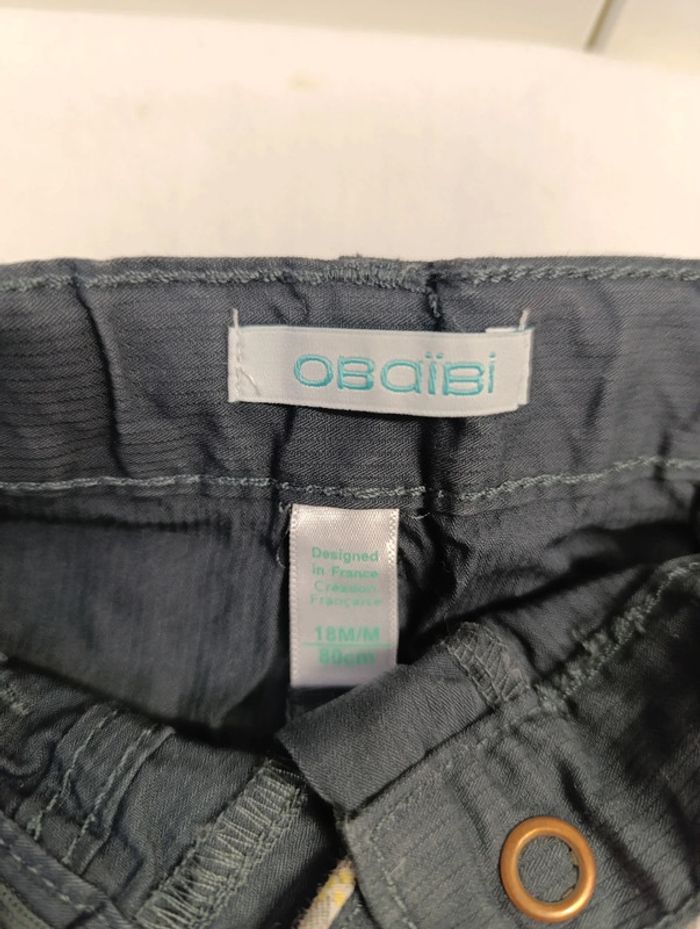 OBaïBi
Designed
in France
Création
Française
18M/M
80cm